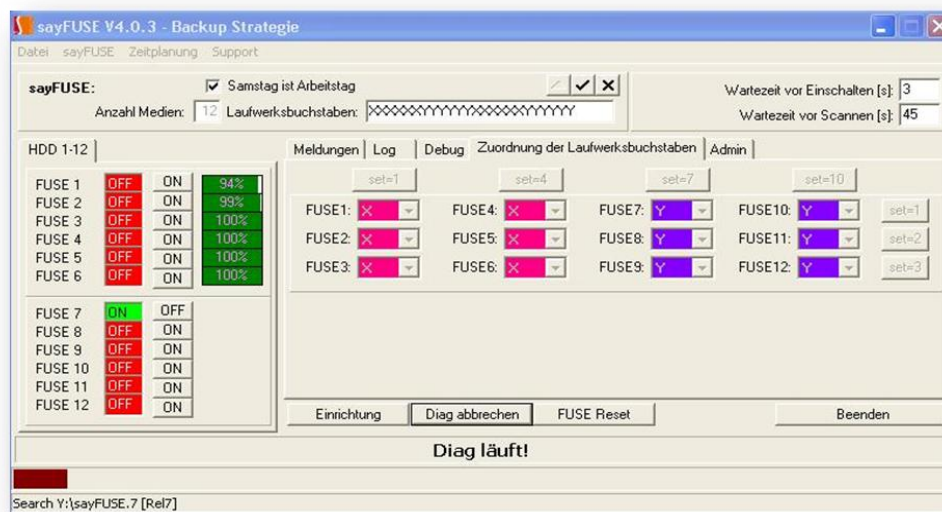 sayFUSE V4.0.3 - Backup Strategie
Datei sayFUSE Zeitplanung Support
sayFUSE: Samstag ist Arbeitstag
Anzahl Medien: 12 Laufwerksbuchstaben: XXXXXXYYYYYYXXXXXXYYYYYY
Wartezeit vor Einschalten [s]: 3
Wartezeit vor Scannen [s]: 45
HDD 1-12
FUSE 1 OFF ON 94%
FUSE 2 OFF ON 99%
FUSE 3 OFF ON 100%
FUSE 4 OFF ON 100%
FUSE 5 OFF ON 100%
FUSE 6 OFF ON 100%
FUSE 7 ON OFF
FUSE 8 OFF ON
FUSE 9 OFF ON
FUSE 10 OFF ON
FUSE 11 OFF ON
FUSE 12 OFF ON
Meldungen Log Debug Zuordnung der Laufwerksbuchstaben Admin
set=1 set=4 set=7 set=10
FUSE1: X FUSE4: X FUSE7: Y FUSE10: Y set=1
FUSE2: X FUSE5: X FUSE8: Y FUSE11: Y set=2
FUSE3: X FUSE6: X FUSE9: Y FUSE12: Y set=3
Einrichtung Diag abbrechen FUSE Reset Beenden
Diag läuft!
Search Y:\sayFUSE.7 [Rel7]